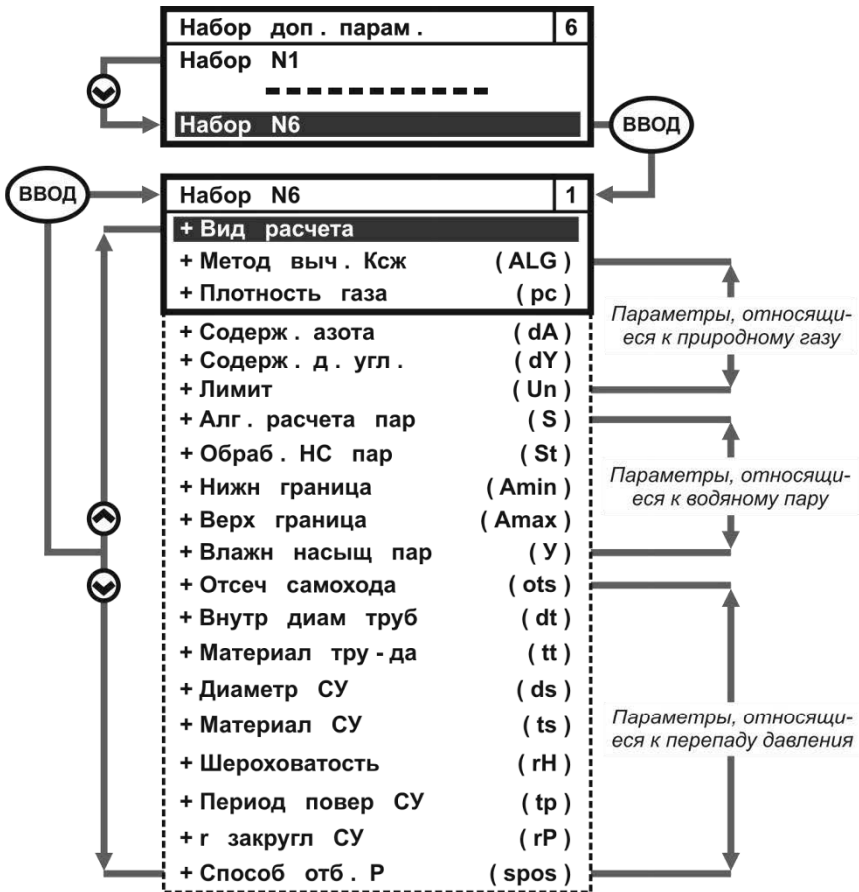 Набор доп. парам. 6
Набор N1
Набор N6
ВВОД
ВВОД
Набор N6 1
+ Вид расчета
+ Метод выч. Ксж (ALG)
+ Плотность газа (рс)
Параметры, относящи-
еся к природному газу
+ Содерж. азота (dA)
+ Содерж. д. угл. (dY)
+ Лимит (Un)
+ Алг. расчета пар (S)
+ Обраб. НС пар (St)
+ Нижн граница (Amin)
+ Верх граница (Amax)
+ Влажн насыщ пар (У)
Параметры, относящи-
еся к водяному пару
+ Отсеч самохода (ots)
+ Внутр диам труб (dt)
+ Материал тру-да (tt)
+ Диаметр СУ (ds)
+ Материал СУ (ts)
+ Шероховатость (rH)
+ Период повер СУ (tp)
+ r закругл СУ (rP)
+ Способ отб. Р (spos)
Параметры, относящи-
еся к перепаду давления